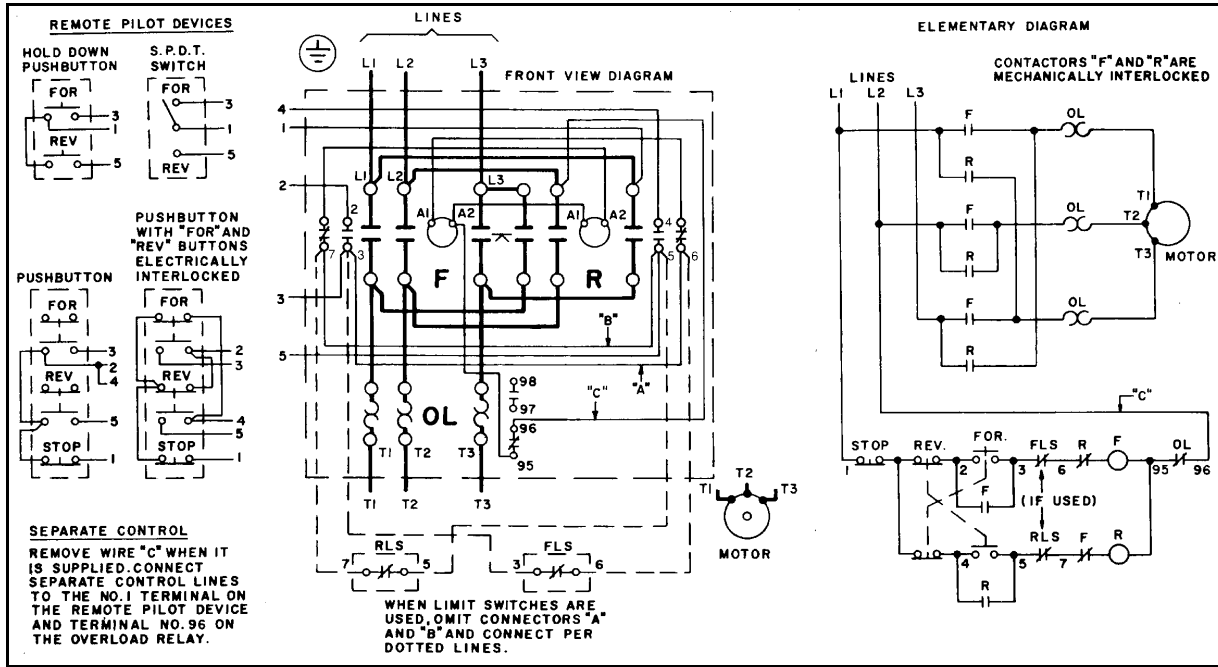 REMOTE PILOT DEVICES
HOLD DOWN
PUSHBUTTON
FOR
3
1
REV
5
S.P.D.T.
SWITCH
FOR
3
1
5
REV
PUSHBUTTON
FOR
3
2
4
REV
5
STOP
1
PUSHBUTTON
WITH "FOR" AND
"REV" BUTTONS
ELECTRICALLY
INTERLOCKED
FOR
2
3
REV
4
5
STOP
1
SEPARATE CONTROL
REMOVE WIRE "C" WHEN IT
IS SUPPLIED. CONNECT
SEPARATE CONTROL LINES
TO THE NO. 1 TERMINAL ON
THE REMOTE PILOT DEVICE
AND TERMINAL NO. 96 ON
THE OVERLOAD RELAY.
LINES
L1 L2 L3
FRONT VIEW DIAGRAM
4
1
2
3
5
L1 L2 L3
2 A1 A2 A1 A2 4
7 3 F R 5 6
"B"
"A"
"C"
98
97
96
95
OL
T1 T2 T3
T1 T2 T3
T1 T2 T3
MOTOR
RLS
7 5
FLS
3 6
WHEN LIMIT SWITCHES ARE
USED, OMIT CONNECTORS "A"
AND "B" AND CONNECT PER
DOTTED LINES.
ELEMENTARY DIAGRAM
CONTACTORS "F" AND "R" ARE
MECHANICALLY INTERLOCKED
LINES
L1 L2 L3
F OL
R
T1
F OL T2
R
T3
MOTOR
F OL
R
"C"
STOP REV. FOR. FLS R F OL
1 2 3 6 95 96
F
(IF USED)
RLS F R
4 5 7
R